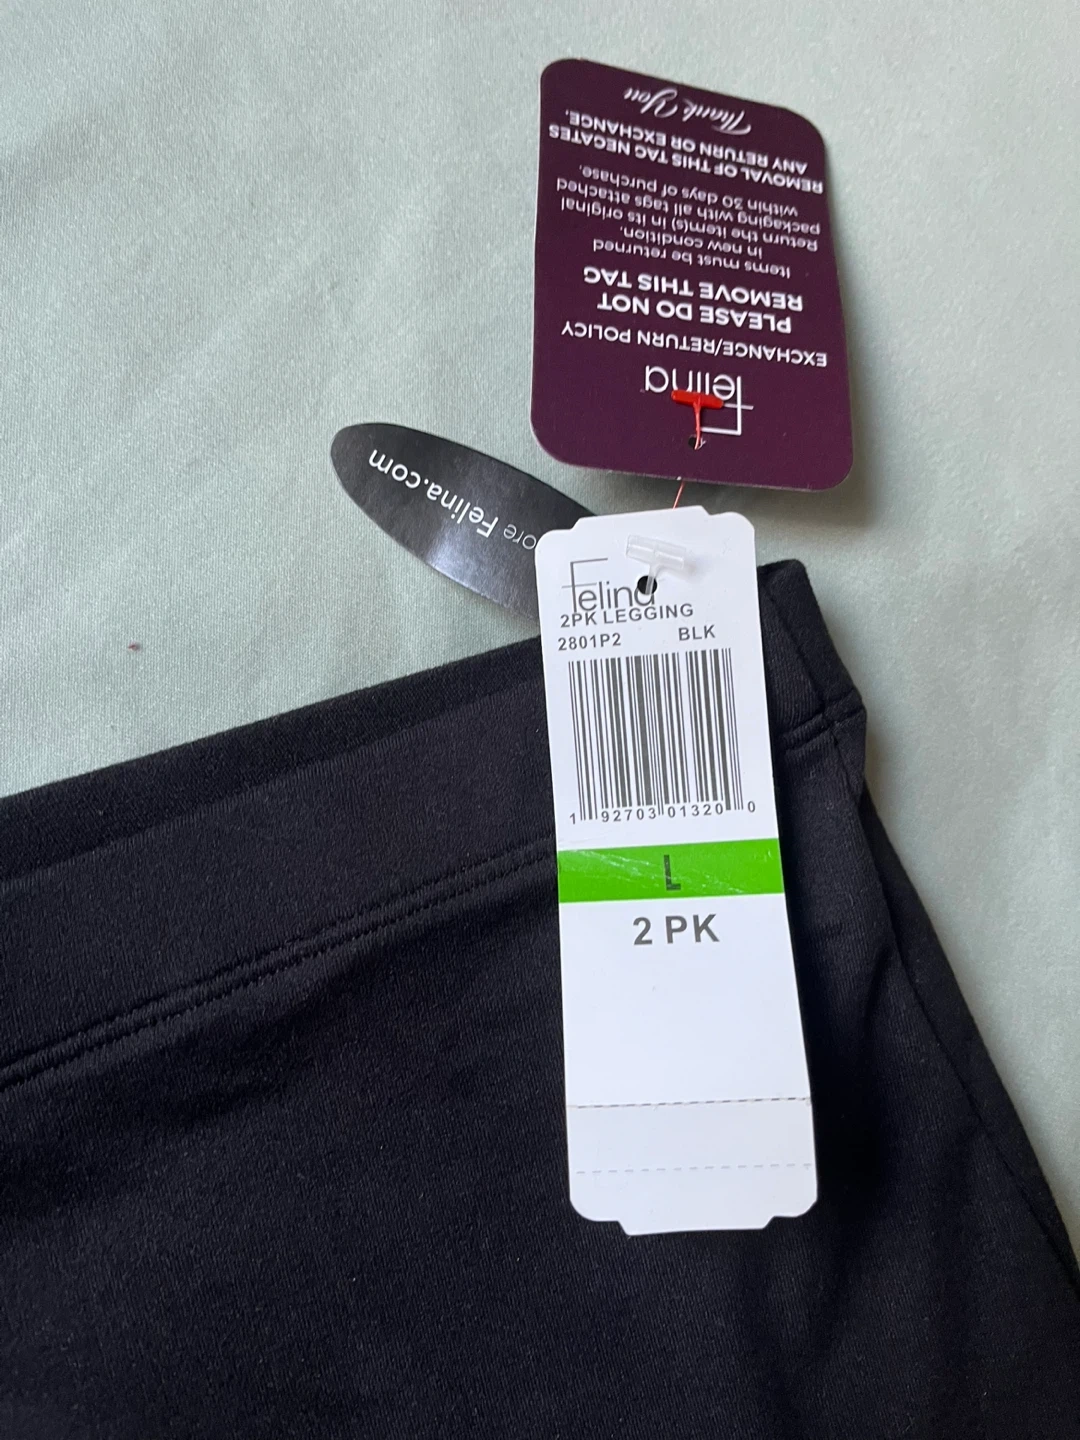 Felina
EXCHANGE/RETURN POLICY
PLEASE DO NOT
REMOVE THIS TAG
Items must be returned
in new condition.
Return the item(s) in its original
packaging with all tags attached
within 30 days of purchase.
REMOVAL OF THIS TAG NEGATES
ANY RETURN OR EXCHANGE.
Thank You
ore Felina.com
Felina
2PK LEGGING
2801P2 BLK
1 92703 01320 0
L
2 PK